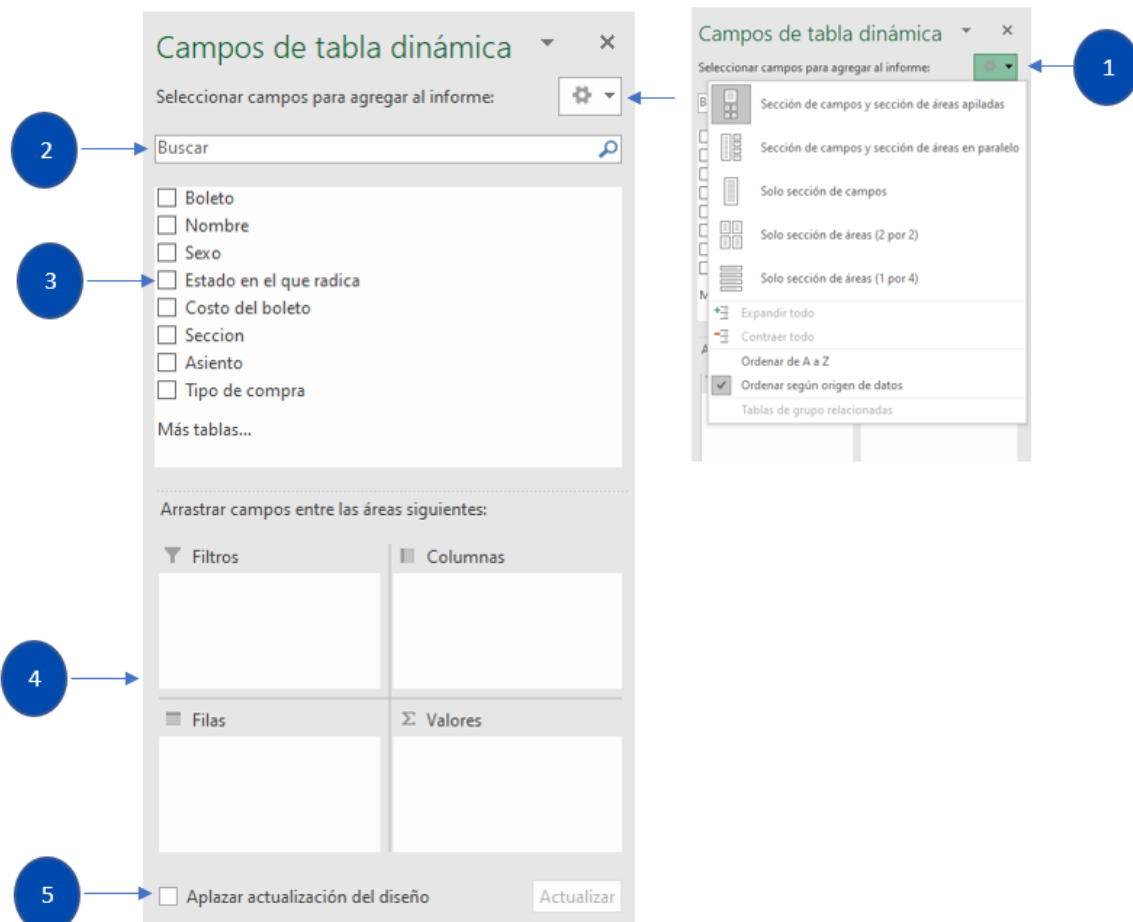 Campos de tabla dinámica
Seleccionar campos para agregar al informe:
2
Buscar
Boleto
Nombre
Sexo
3
Estado en el que radica
Costo del boleto
Seccion
Asiento
Tipo de compra
Más tablas...
Arrastrar campos entre las áreas siguientes:
Filtros
Columnas
4
Filas
Σ Valores
5
Aplazar actualización del diseño
Actualizar
Campos de tabla dinámica
Seleccionar campos para agregar al informe:
1
B
Sección de campos y sección de áreas apiladas
Sección de campos y sección de áreas en paralelo
Solo sección de campos
Solo sección de áreas (2 por 2)
Solo sección de áreas (1 por 4)
M
Expandir todo
Contraer todo
A
Ordenar de A a Z
Ordenar según origen de datos
Tablas de grupo relacionadas